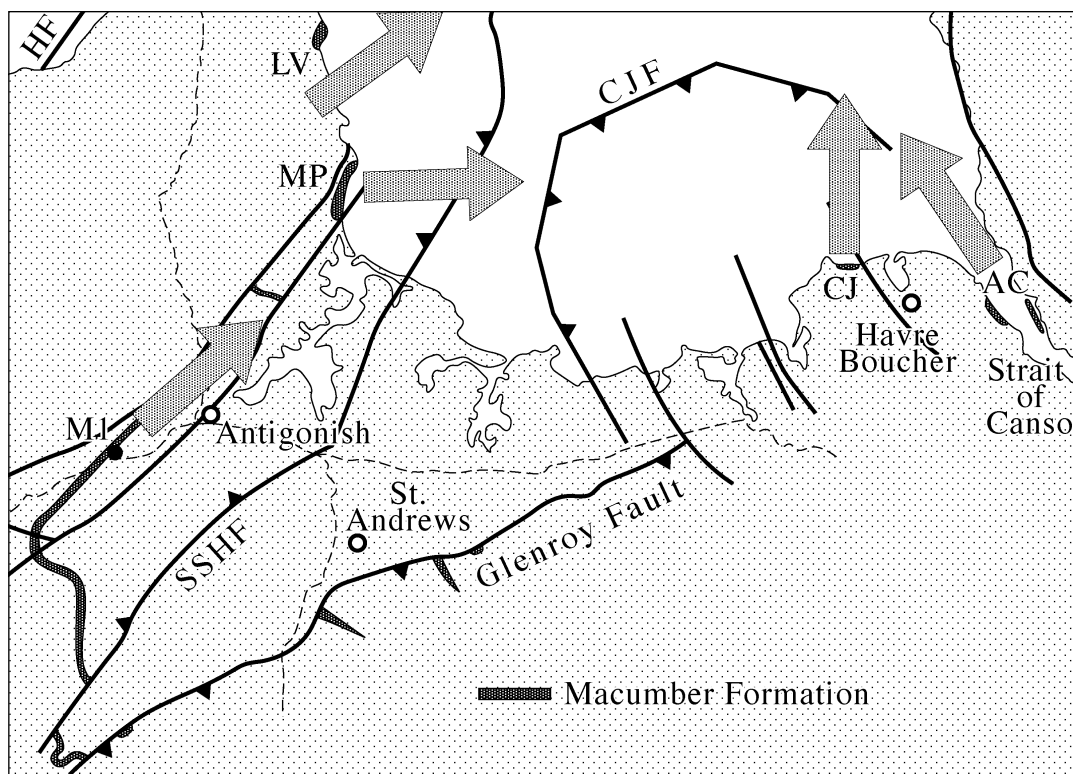 HF
LV
CJF
MP
CJ
AC
Havre
Boucher
Strait
of
Canso
MI
Antigonish
St.
Andrews
SSHF
Glenroy Fault
Macumber Formation